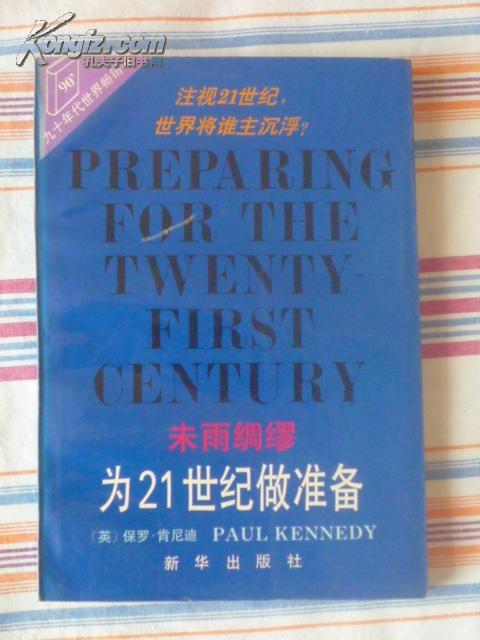 Kongfz.com
孔夫子旧书网
90'
九十年代世界畅销
注视21世纪，
世界将谁主沉浮？
PREPARING
FOR THE
TWENTY-
FIRST
CENTURY
未雨绸缪
为21世纪做准备
〔英〕保罗·肯尼迪 PAUL KENNEDY
新华出版社